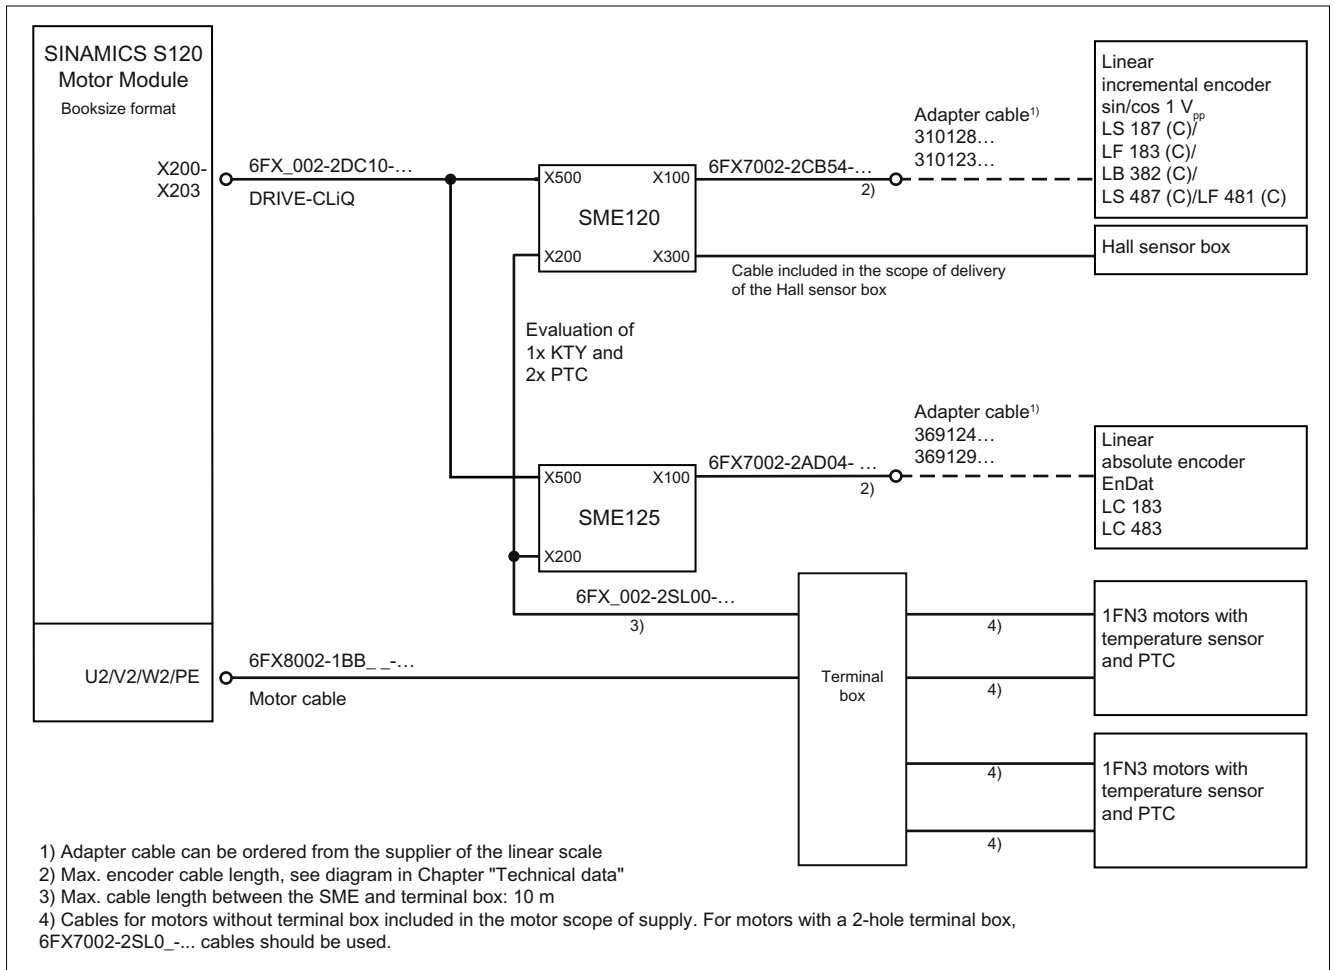 SINAMICS S120
Motor Module
Booksize format
X200-
X203
6FX_002-2DC10-...
DRIVE-CLiQ
X500
X100
SME120
X200
X300
6FX7002-2CB54-...
2)
Adapter cable1)
310128...
310123...
Linear
incremental encoder
sin/cos 1 Vpp
LS 187 (C)/
LF 183 (C)/
LB 382 (C)/
LS 487 (C)/LF 481 (C)
Hall sensor box
Cable included in the scope of delivery
of the Hall sensor box
Evaluation of
1x KTY and
2x PTC
X500
X100
SME125
X200
6FX7002-2AD04- ...
2)
Adapter cable1)
369124...
369129...
Linear
absolute encoder
EnDat
LC 183
LC 483
6FX_002-2SL00-...
3)
U2/V2/W2/PE
6FX8002-1BB_ _-...
Motor cable
Terminal
box
4)
4)
4)
4)
1FN3 motors with
temperature sensor
and PTC
1FN3 motors with
temperature sensor
and PTC
1) Adapter cable can be ordered from the supplier of the linear scale
2) Max. encoder cable length, see diagram in Chapter "Technical data"
3) Max. cable length between the SME and terminal box: 10 m
4) Cables for motors without terminal box included in the motor scope of supply. For motors with a 2-hole terminal box,
6FX7002-2SL0_-... cables should be used.